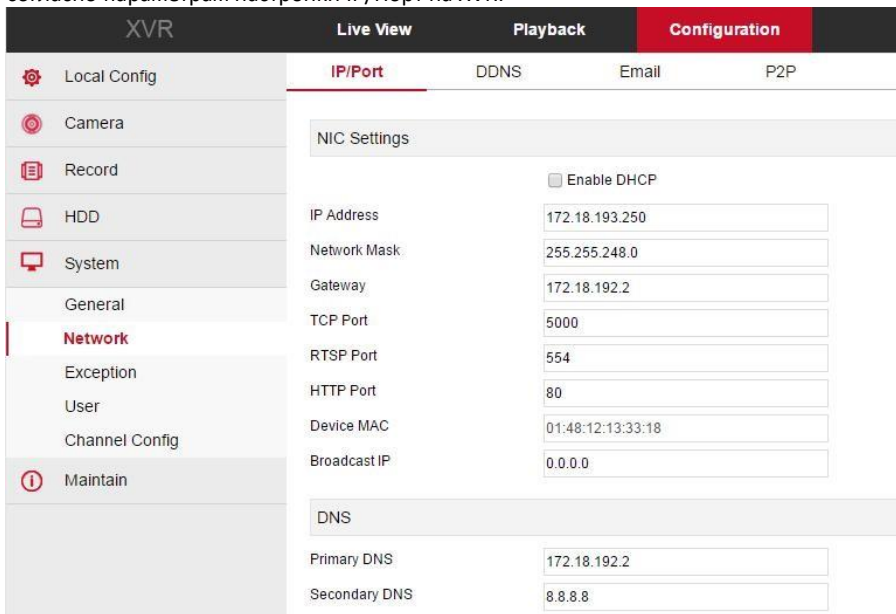 XVR
Live View
Playback
Configuration
Local Config
Camera
Record
HDD
System
General
Network
Exception
User
Channel Config
Maintain
IP/Port
DDNS
Email
P2P
NIC Settings
Enable DHCP
IP Address 172.18.193.250
Network Mask 255.255.248.0
Gateway 172.18.192.2
TCP Port 5000
RTSP Port 554
HTTP Port 80
Device MAC 01:48:12:13:33:18
Broadcast IP 0.0.0.0
DNS
Primary DNS 172.18.192.2
Secondary DNS 8.8.8.8